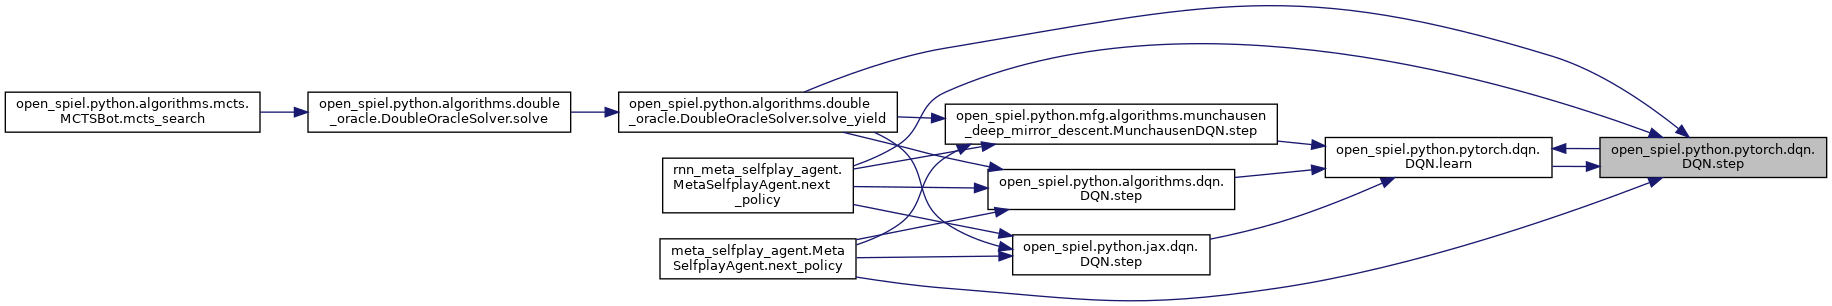 open_spiel.python.algorithms.mcts.
MCTSBot.mcts_search
open_spiel.python.algorithms.double
_oracle.DoubleOracleSolver.solve
open_spiel.python.algorithms.double
_oracle.DoubleOracleSolver.solve_yield
rnn_meta_selfplay_agent.
MetaSelfplayAgent.next
_policy
meta_selfplay_agent.Meta
SelfplayAgent.next_policy
open_spiel.python.mfg.algorithms.munchausen
_deep_mirror_descent.MunchausenDQN.step
open_spiel.python.algorithms.dqn.
DQN.step
open_spiel.python.jax.dqn.
DQN.step
open_spiel.python.pytorch.dqn.
DQN.learn
open_spiel.python.pytorch.dqn.
DQN.step